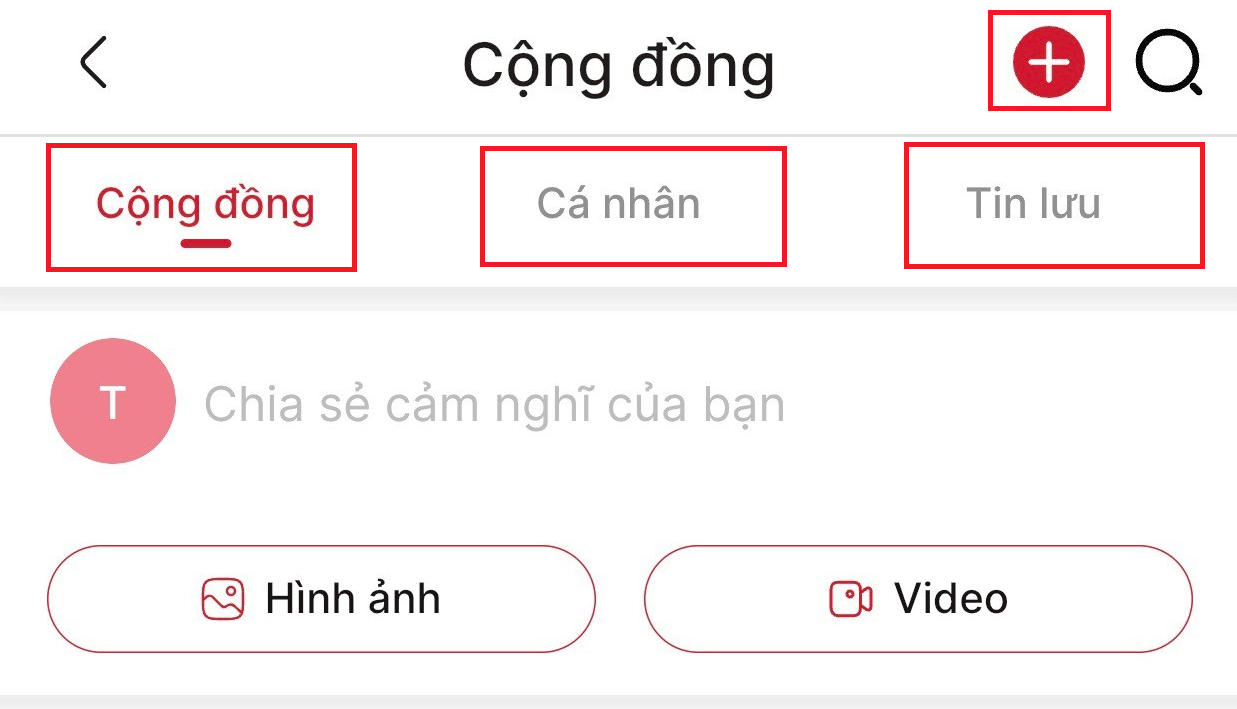 Cộng đồng
Cộng đồng Cá nhân Tin lưu
T Chia sẻ cảm nghĩ của bạn
Hình ảnh Video